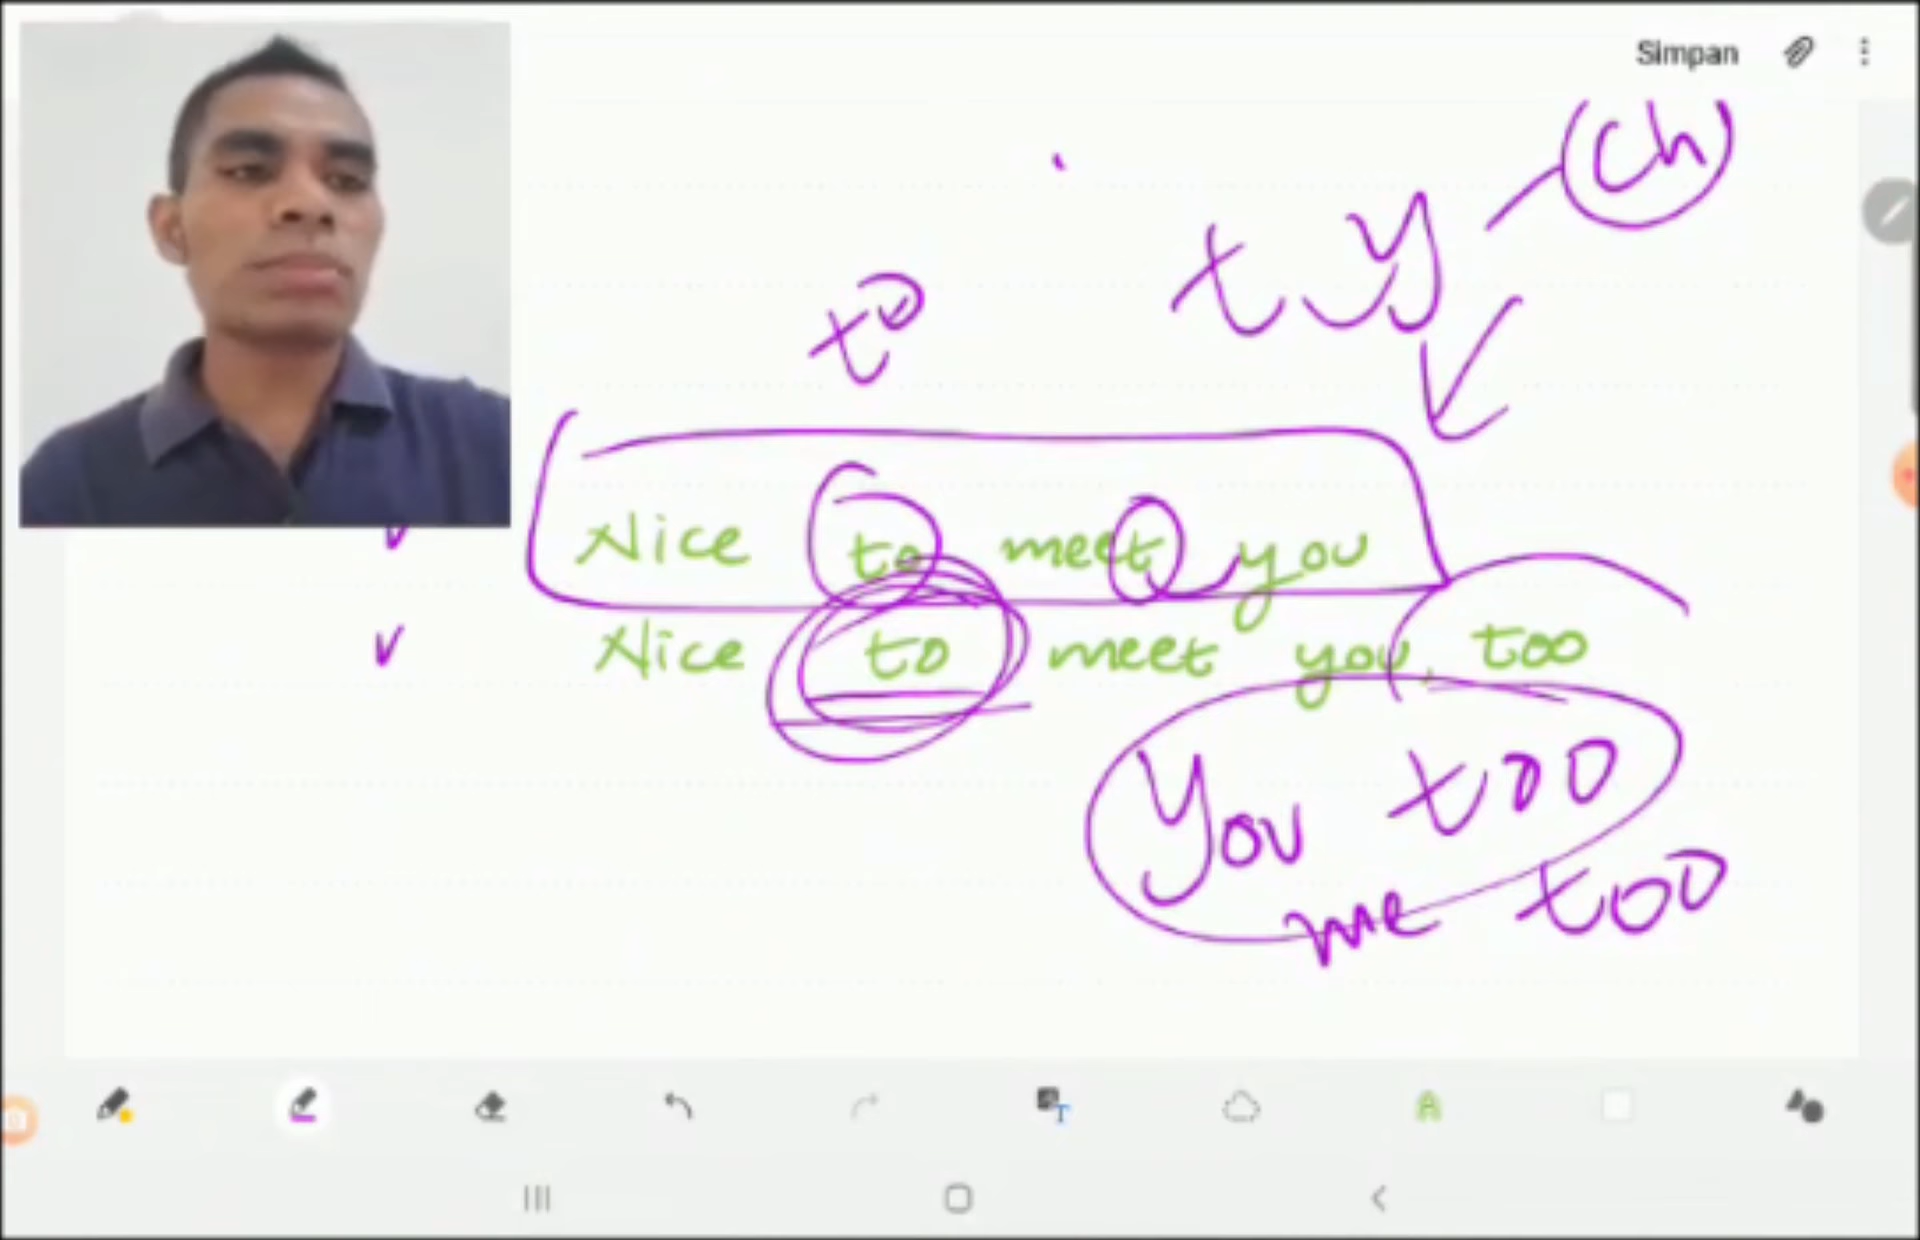 Simpan
(Ch)
t y
to
Nice to meet you
v Nice to meet you, too
You too
me too